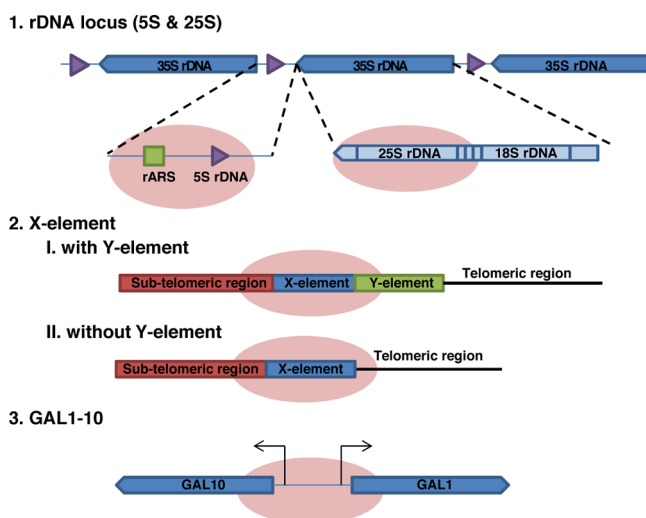 1. rDNA locus (5S & 25S)
35S rDNA 35S rDNA 35S rDNA
25S rDNA 18S rDNA
rARS 5S rDNA
2. X-element
I. with Y-element
Telomeric region
Sub-telomeric region X-element Y-element
II. without Y-element
Telomeric region
Sub-telomeric region X-element
3. GAL1-10
GAL10 GAL1